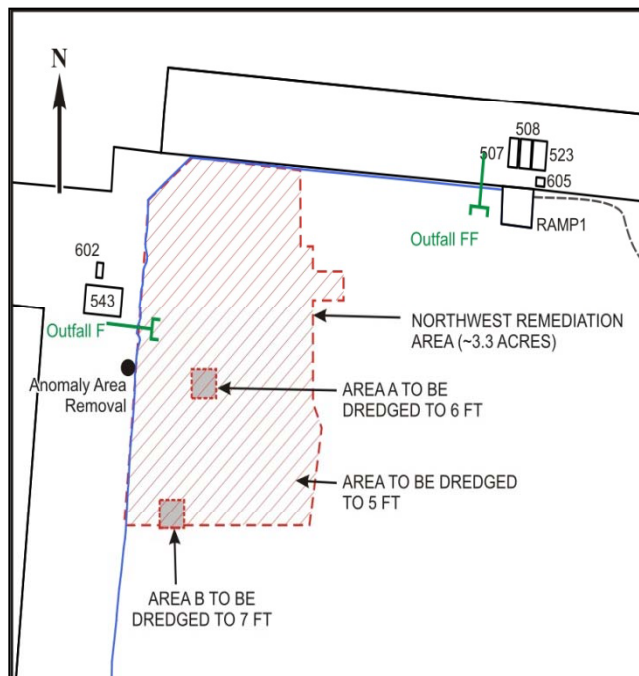 N
508
507
523
605
RAMP1
Outfall FF
602
543
Outfall F
NORTHWEST REMEDIATION
AREA (~3.3 ACRES)
Anomaly Area
Removal
AREA A TO BE
DREDGED TO 6 FT
AREA TO BE DREDGED
TO 5 FT
AREA B TO BE
DREDGED TO 7 FT